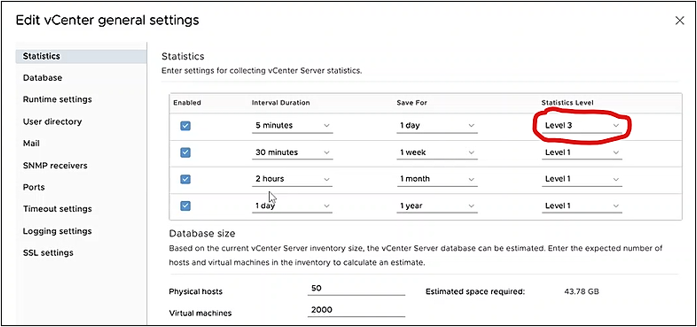 Edit vCenter general settings
Statistics
Database
Runtime settings
User directory
Mail
SNMP receivers
Ports
Timeout settings
Logging settings
SSL settings
Statistics
Enter settings for collecting vCenter Server statistics.
Enabled Interval Duration Save For Statistics Level
5 minutes 1 day Level 3
30 minutes 1 week Level 1
2 hours 1 month Level 1
1 day 1 year Level 1
Database size
Based on the current vCenter Server inventory size, the vCenter Server database can be estimated. Enter the expected number of
hosts and virtual machines in the inventory to calculate an estimate.
Physical hosts 50 Estimated space required: 43.78 GB
Virtual machines 2000